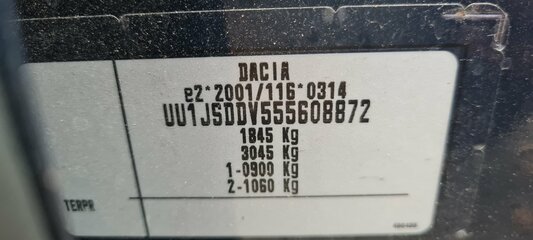 DACIA
e2*2001/116*0314
UU1JSDDV555608872
1845 Kg
3045 Kg
1-0900 Kg
2-1060 Kg
TERPR